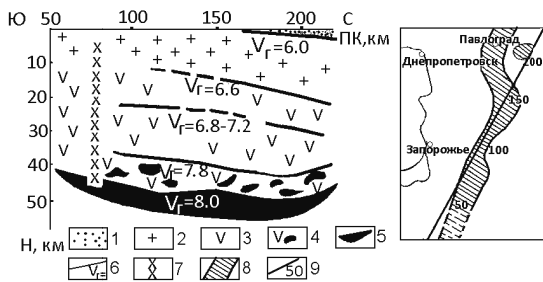 Ю 50 100 150 200 С
ПК,км
Vг=6.0
10
Vг=6.6
20
Vг=6.8-7.2
30
40
Vг=7.8
50
Vг=8.0
Н, км
1 + 2 V 3 V 4 5
Vг= 6 7 8 50 9
Павлоград
Днепропетровск
200
150
Запорожье
100
50